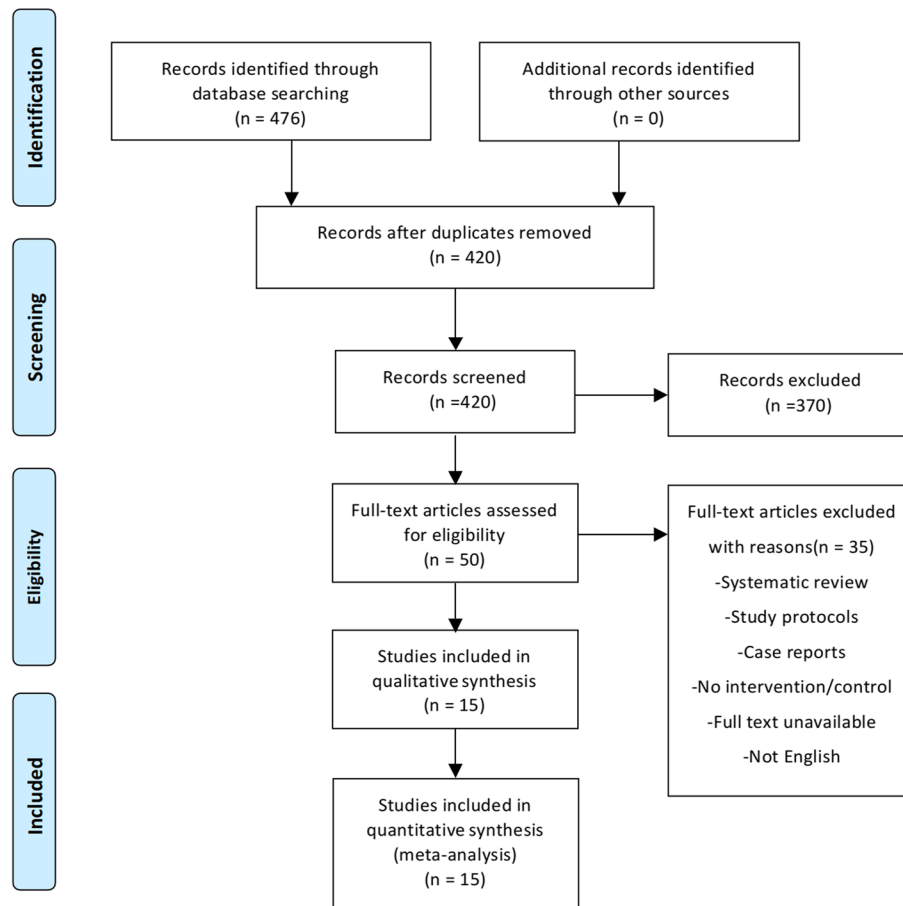 Identification
Records identified through
database searching
(n = 476)
Additional records identified
through other sources
(n = 0)
Records after duplicates removed
(n = 420)
Screening
Records screened
(n =420)
Records excluded
(n =370)
Eligibility
Full-text articles assessed
for eligibility
(n = 50)
Full-text articles excluded
with reasons(n = 35)
-Systematic review
-Study protocols
-Case reports
-No intervention/control
-Full text unavailable
-Not English
Studies included in
qualitative synthesis
(n = 15)
Included
Studies included in
quantitative synthesis
(meta-analysis)
(n = 15)